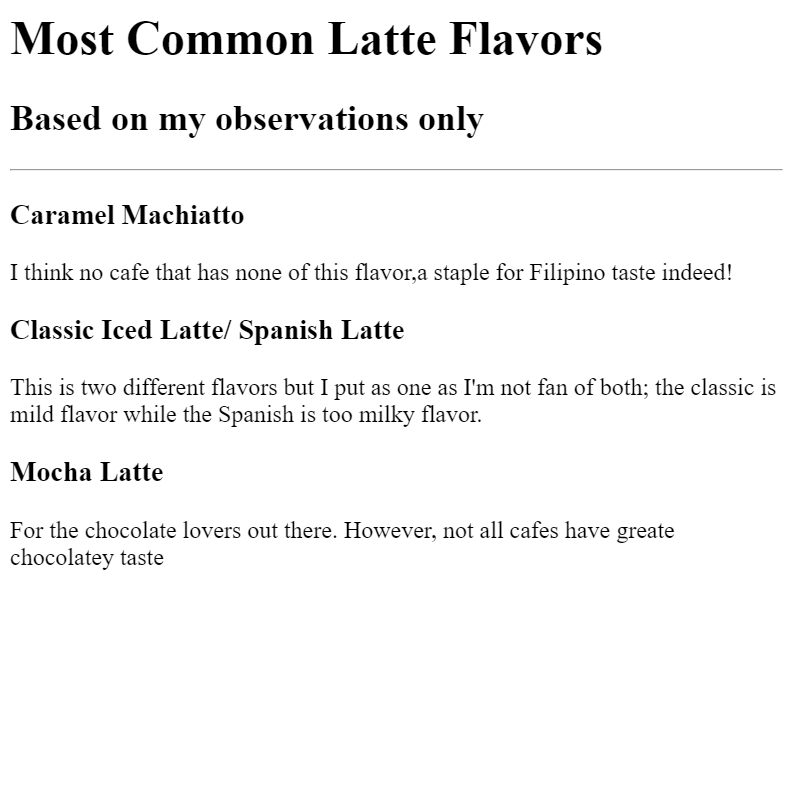 Most Common Latte Flavors
Based on my observations only
Caramel Machiatto
I think no cafe that has none of this flavor,a staple for Filipino taste indeed!
Classic Iced Latte/ Spanish Latte
This is two different flavors but I put as one as I'm not fan of both; the classic is
mild flavor while the Spanish is too milky flavor.
Mocha Latte
For the chocolate lovers out there. However, not all cafes have greate
chocolatey taste